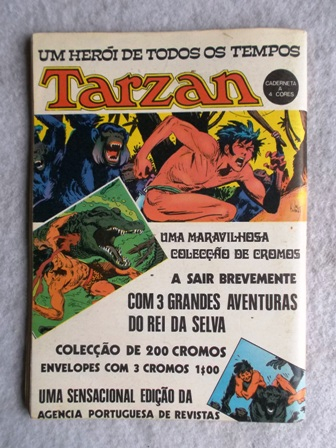 UM HERÓI DE TODOS OS TEMPOS
Tarzan
CADERNETA
A
4 CORES
UMA MARAVILHOSA
COLECÇÃO DE CROMOS
A SAIR BREVEMENTE
COM 3 GRANDES AVENTURAS
DO REI DA SELVA
COLECÇÃO DE 200 CROMOS
ENVELOPES COM 3 CROMOS 1$00
UMA SENSACIONAL EDIÇÃO DA
AGENCIA PORTUGUESA DE REVISTAS